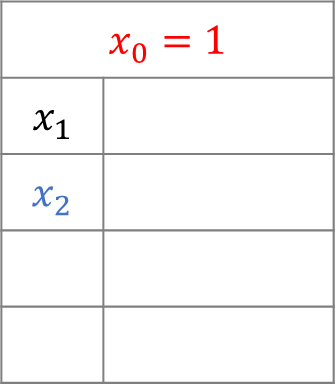 x₀ = 1
x₁
x₂